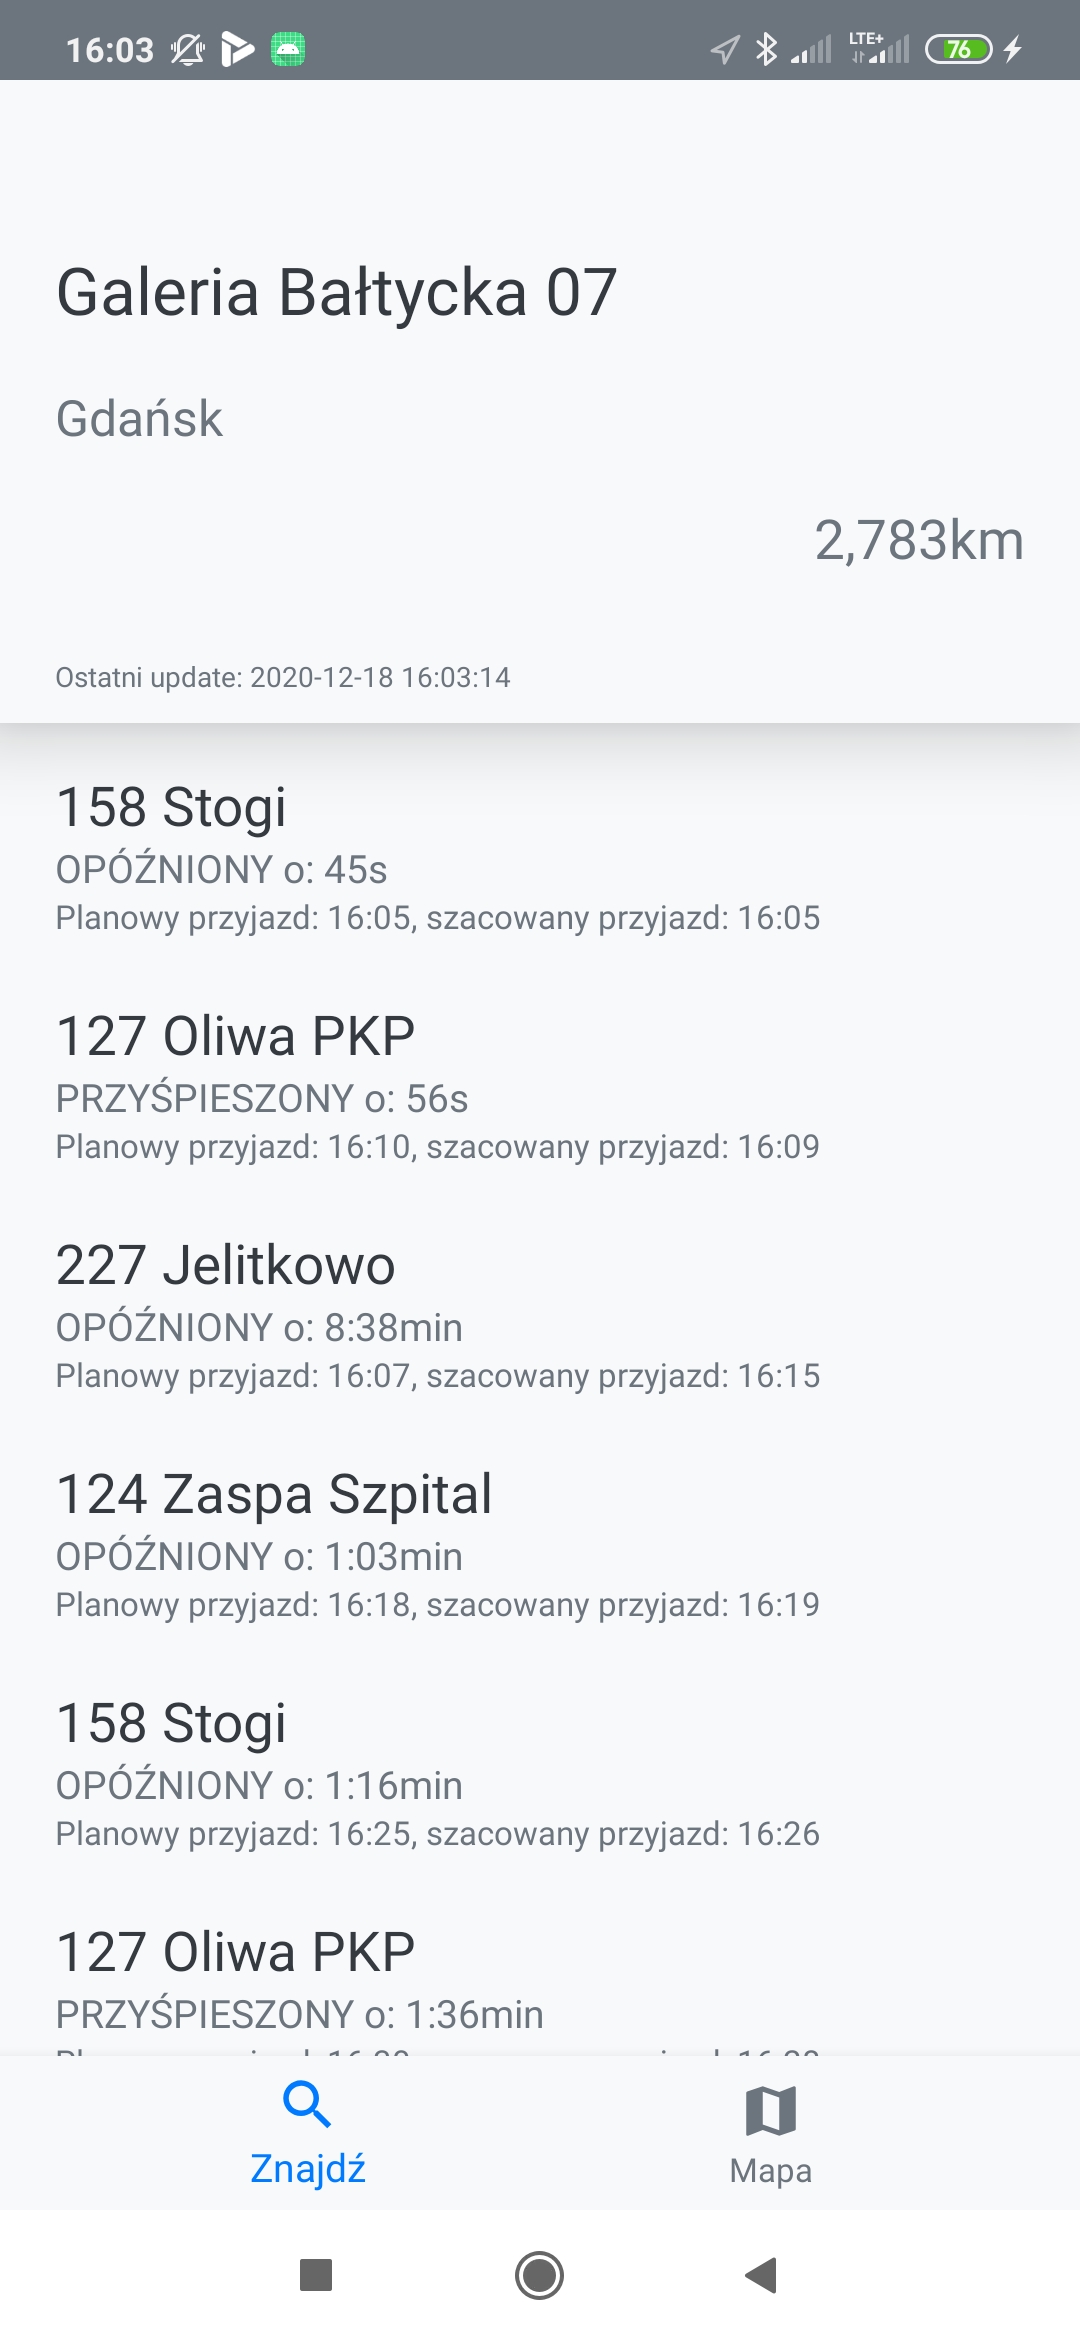 16:03
LTE+
76
Galeria Bałtycka 07
Gdańsk
2,783km
Ostatni update: 2020-12-18 16:03:14
158 Stogi
OPÓŹNIONY o: 45s
Planowy przyjazd: 16:05, szacowany przyjazd: 16:05
127 Oliwa PKP
PRZYŚPIESZONY o: 56s
Planowy przyjazd: 16:10, szacowany przyjazd: 16:09
227 Jelitkowo
OPÓŹNIONY o: 8:38min
Planowy przyjazd: 16:07, szacowany przyjazd: 16:15
124 Zaspa Szpital
OPÓŹNIONY o: 1:03min
Planowy przyjazd: 16:18, szacowany przyjazd: 16:19
158 Stogi
OPÓŹNIONY o: 1:16min
Planowy przyjazd: 16:25, szacowany przyjazd: 16:26
127 Oliwa PKP
PRZYŚPIESZONY o: 1:36min
Znajdź
Mapa